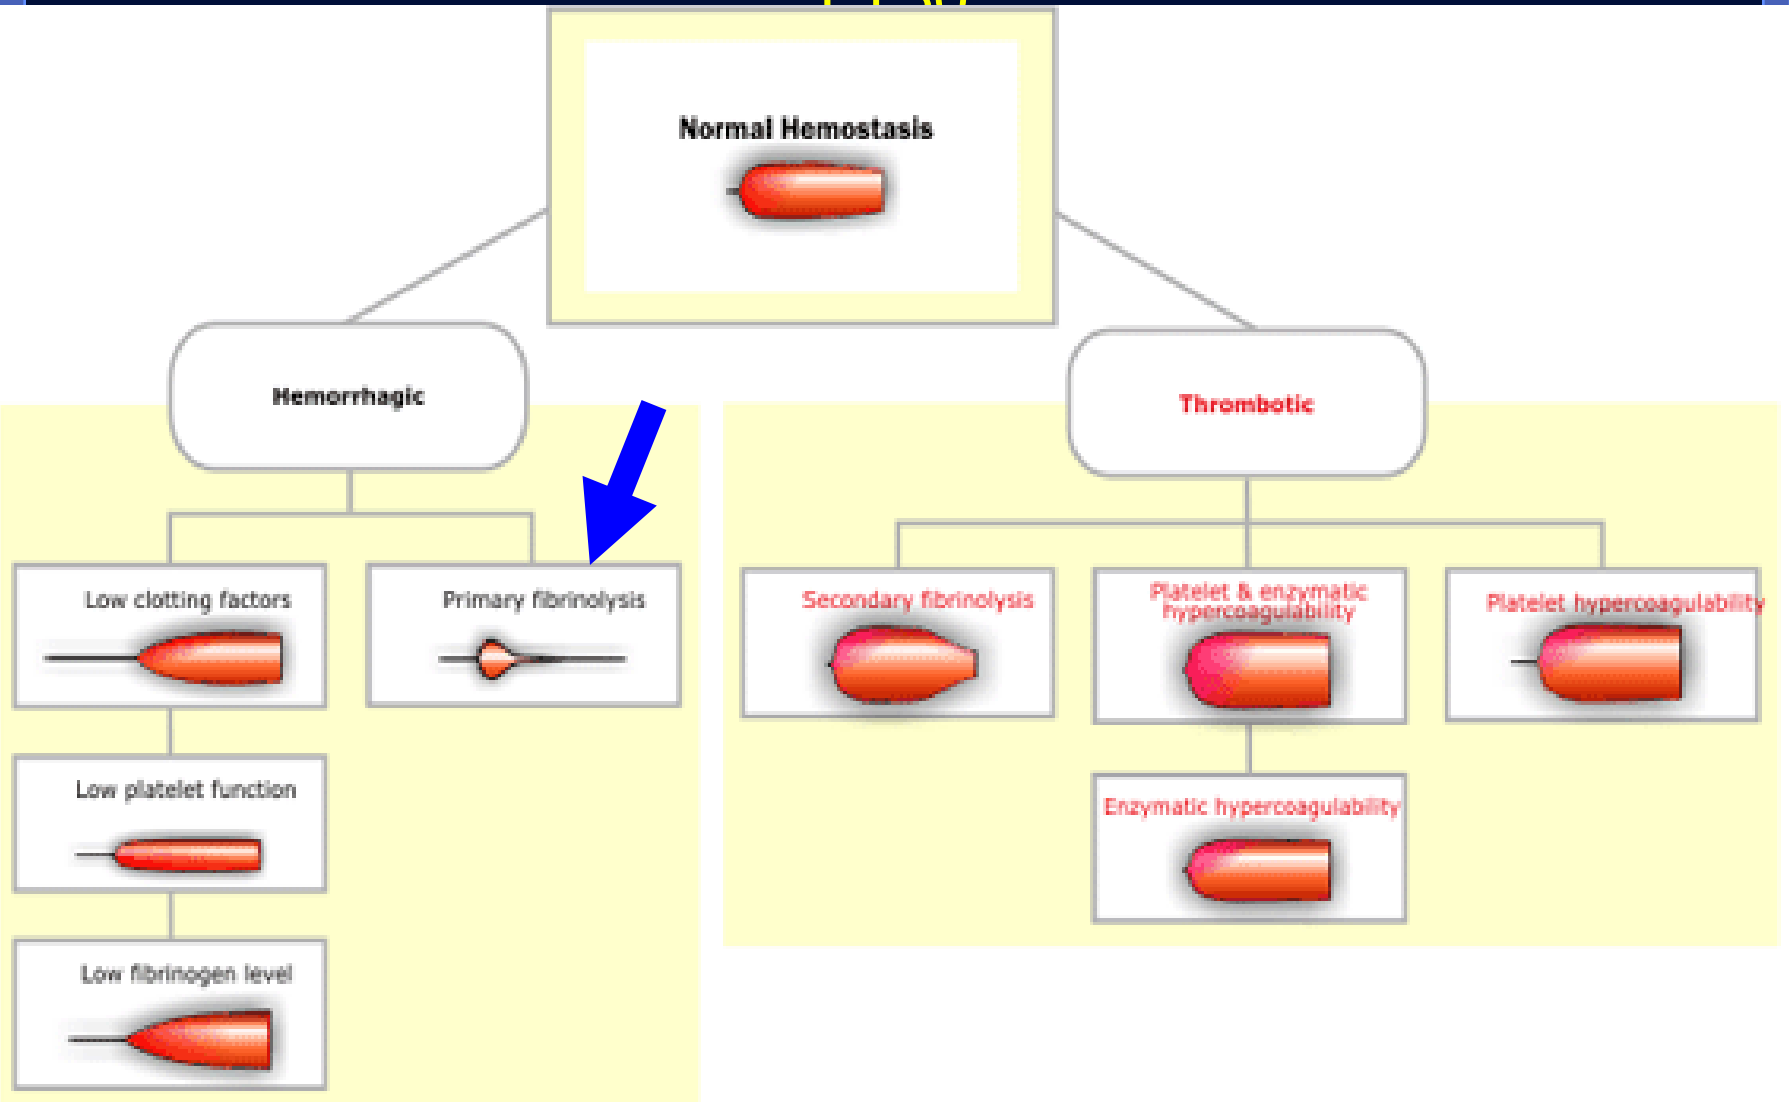 Normal Hemostasis
Hemorrhagic
Thrombotic
Low clotting factors
Primary fibrinolysis
Secondary fibrinolysis
Platelet & enzymatic
hypercoagulability
Platelet hypercoagulability
Low platelet function
Enzymatic hypercoagulability
Low fibrinogen level